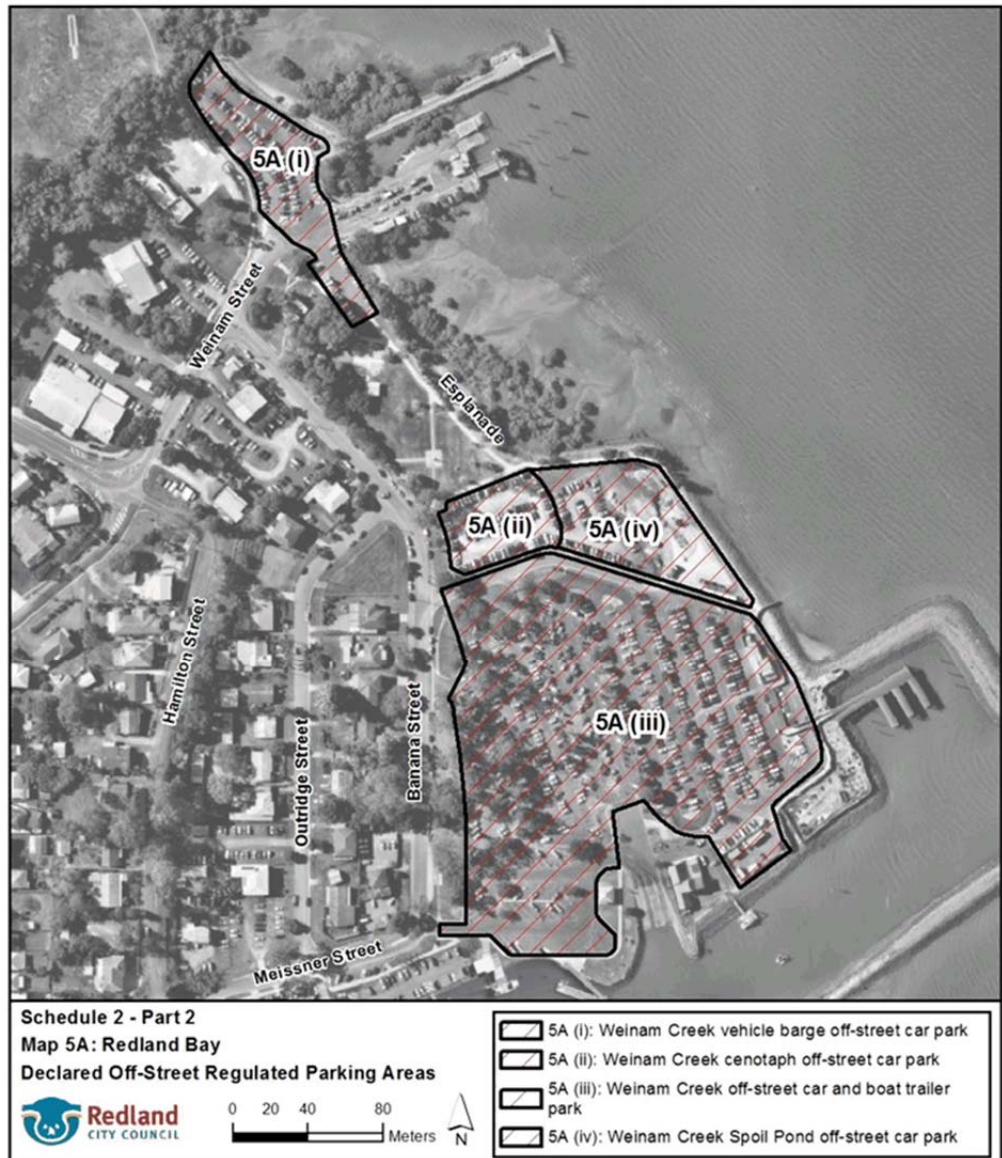 5A (i)
Weinam Street
Esplanade
5A (ii)
5A (iv)
Hamilton Street
5A (iii)
Outridge Street
Banana Street
Meissner Street
Schedule 2 - Part 2
Map 5A: Redland Bay
Declared Off-Street Regulated Parking Areas
Redland
CITY COUNCIL
0 20 40 80
Meters
N
5A (i): Weinam Creek vehicle barge off-street car park
5A (ii): Weinam Creek cenotaph off-street car park
5A (iii): Weinam Creek off-street car and boat trailer
park
5A (iv): Weinam Creek Spoil Pond off-street car park